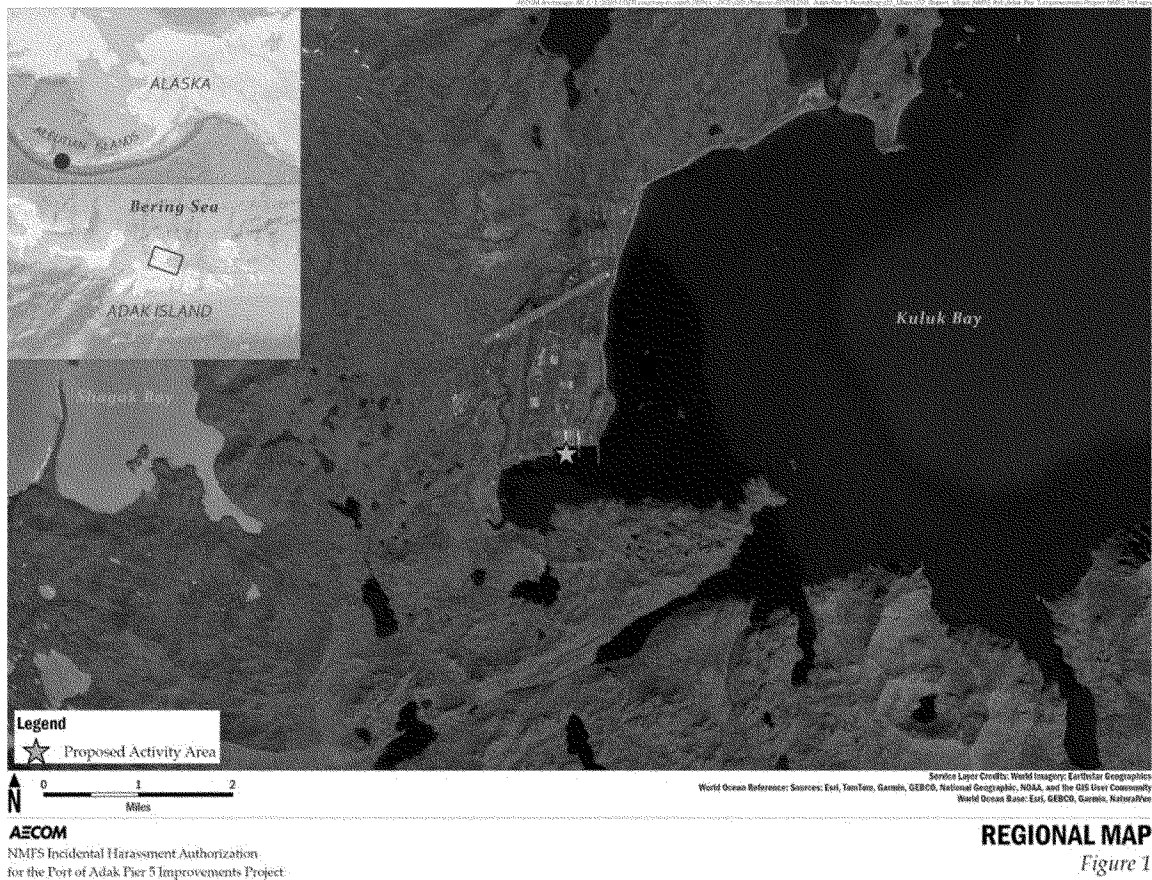 ALASKA
ALEUTIAN ISLANDS
Bering Sea
ADAK ISLAND
Kuluk Bay
Shagak Bay
Legend
Proposed Activity Area
N
0 1 2
Miles
Service Layer Credits: World Imagery: Earthstar Geographics
World Ocean Reference: Sources: Esri, TomTom, Garmin, GEBCO, National Geographic, NOAA, and the GIS User Community
World Ocean Base: Esri, GEBCO, Garmin, NaturalVue
AECOM
NMFS Incidental Harassment Authorization
for the Port of Adak Pier 5 Improvements Project
REGIONAL MAP
Figure 1